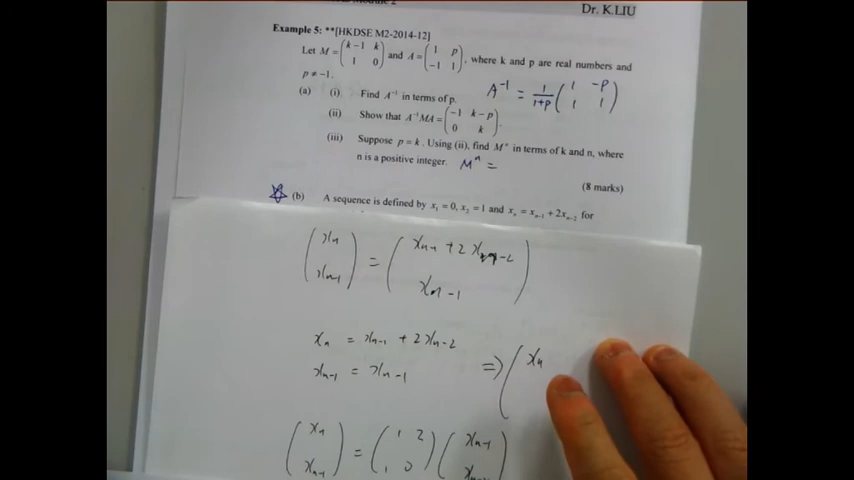 Dr. K.LIU
Example 5: **[HKDSE M2-2014-12]
Let M = (k−1 k; 1 0) and A = (1 p; −1 1), where k and p are real numbers and
p ≠ −1.
(a) (i) Find A⁻¹ in terms of p.
A⁻¹ = 1/(1+p) (1 −p; 1 1)
(ii) Show that A⁻¹MA = (−1 k−p; 0 k).
(iii) Suppose p = k. Using (ii), find Mⁿ in terms of k and n, where
n is a positive integer.
Mⁿ =
(8 marks)
(b) A sequence is defined by x₁ = 0, x₂ = 1 and xₙ = xₙ₋₁ + 2xₙ₋₂ for
(xₙ; xₙ₋₁) = (xₙ₋₁ + 2xₙ₋₂; xₙ₋₁)
xₙ = xₙ₋₁ + 2xₙ₋₂
xₙ₋₁ = xₙ₋₁
⇒ (xₙ
(xₙ; xₙ₋₁) = (1 2; 1 0)(xₙ₋₁;